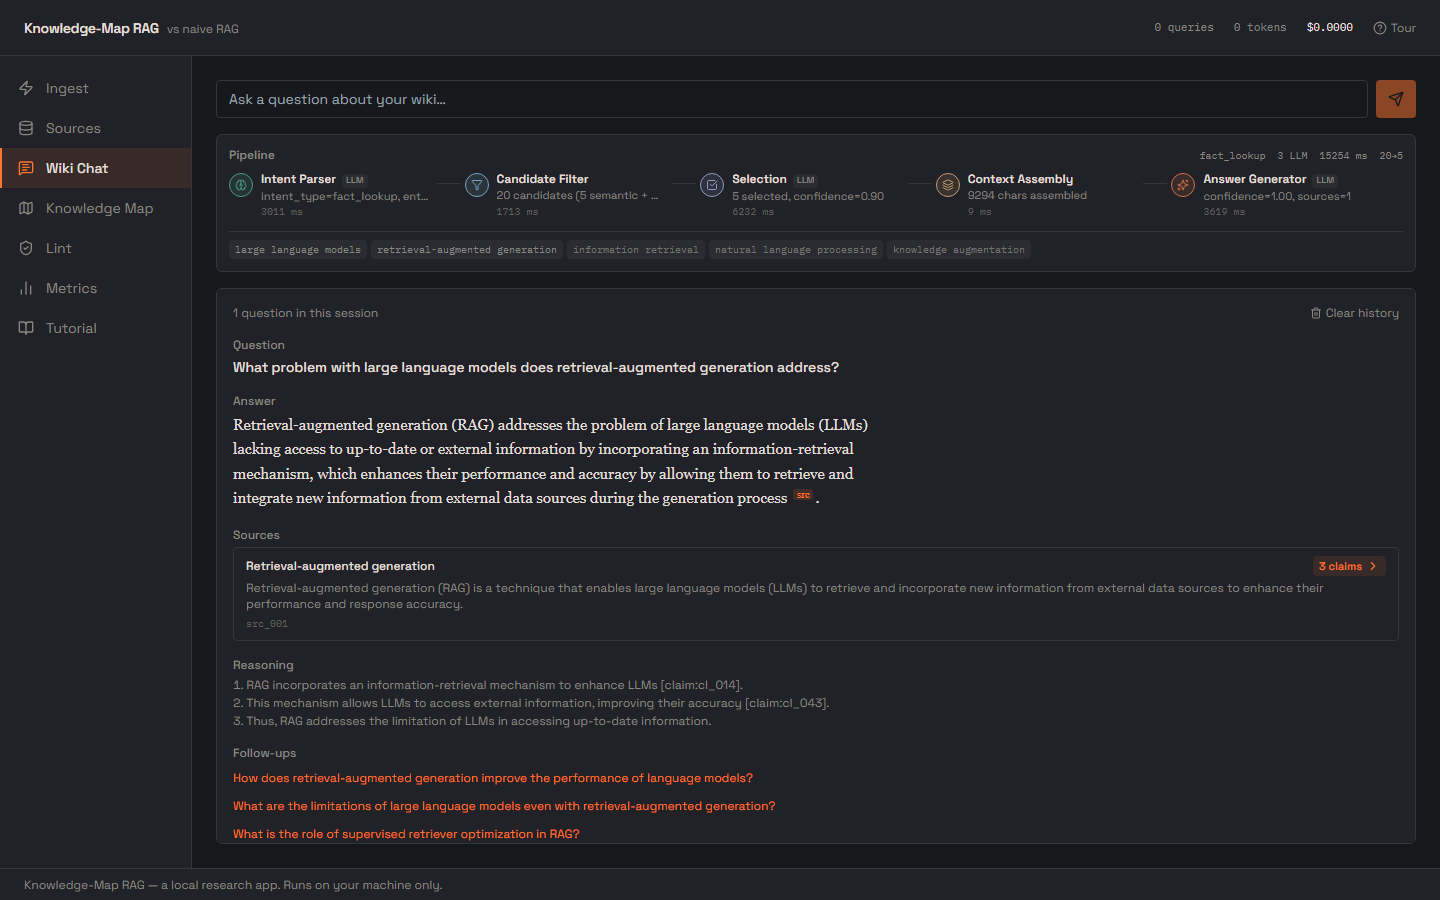 Knowledge-Map RAG vs naive RAG
0 queries 0 tokens $0.0000 Tour
Ingest
Sources
Wiki Chat
Knowledge Map
Lint
Metrics
Tutorial
Ask a question about your wiki...
Pipeline
fact_lookup 3 LLM 15254 ms 20→5
Intent Parser LLM
intent_type=fact_lookup, ent...
3011 ms
Candidate Filter
20 candidates (5 semantic + ...
1713 ms
Selection LLM
5 selected, confidence=0.90
6232 ms
Context Assembly
9294 chars assembled
9 ms
Answer Generator LLM
confidence=1.00, sources=1
3619 ms
large language models retrieval-augmented generation information retrieval natural language processing knowledge augmentation
1 question in this session
Clear history
Question
What problem with large language models does retrieval-augmented generation address?
Answer
Retrieval-augmented generation (RAG) addresses the problem of large language models (LLMs)
lacking access to up-to-date or external information by incorporating an information-retrieval
mechanism, which enhances their performance and accuracy by allowing them to retrieve and
integrate new information from external data sources during the generation process src .
Sources
Retrieval-augmented generation
3 claims
Retrieval-augmented generation (RAG) is a technique that enables large language models (LLMs) to retrieve and incorporate new information from external data sources to enhance their
performance and response accuracy.
src_001
Reasoning
1. RAG incorporates an information-retrieval mechanism to enhance LLMs [claim:cl_014].
2. This mechanism allows LLMs to access external information, improving their accuracy [claim:cl_043].
3. Thus, RAG addresses the limitation of LLMs in accessing up-to-date information.
Follow-ups
How does retrieval-augmented generation improve the performance of language models?
What are the limitations of large language models even with retrieval-augmented generation?
What is the role of supervised retriever optimization in RAG?
Knowledge-Map RAG — a local research app. Runs on your machine only.